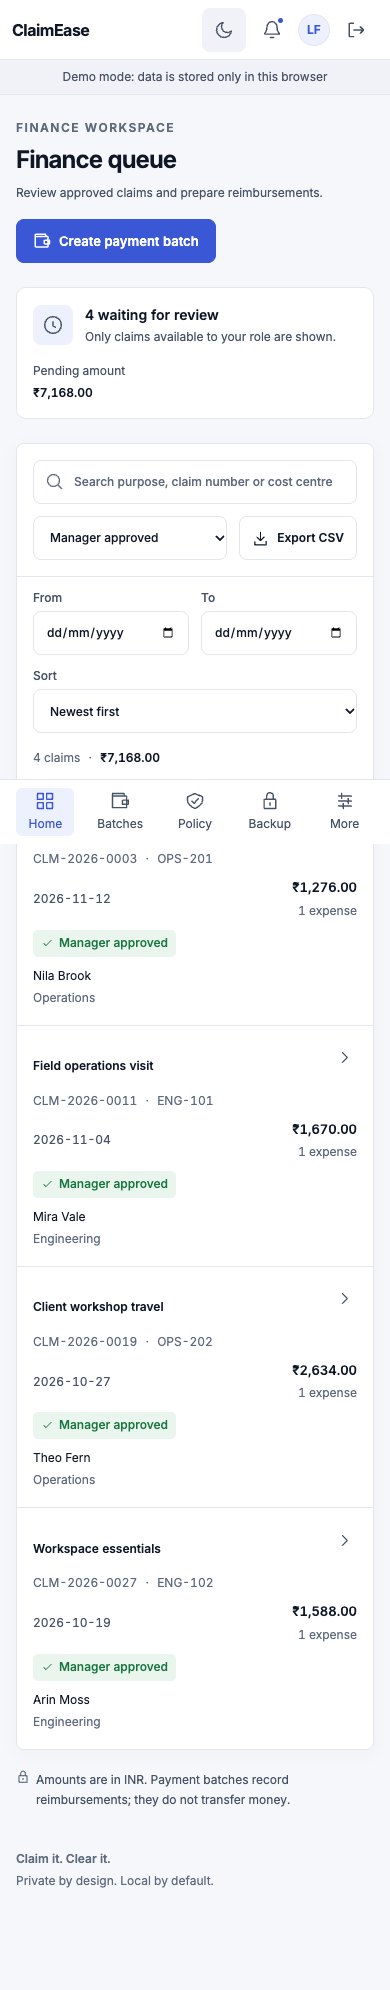 ClaimEase
LF
Demo mode: data is stored only in this browser
FINANCE WORKSPACE
Finance queue
Review approved claims and prepare reimbursements.
Create payment batch
4 waiting for review
Only claims available to your role are shown.
Pending amount
₹7,168.00
Search purpose, claim number or cost centre
Manager approved
Export CSV
From
To
dd/mm/yyyy
dd/mm/yyyy
Sort
Newest first
4 claims · ₹7,168.00
Home
Batches
Policy
Backup
More
CLM-2026-0003 · OPS-201
₹1,276.00
2026-11-12
1 expense
Manager approved
Nila Brook
Operations
Field operations visit
CLM-2026-0011 · ENG-101
₹1,670.00
2026-11-04
1 expense
Manager approved
Mira Vale
Engineering
Client workshop travel
CLM-2026-0019 · OPS-202
₹2,634.00
2026-10-27
1 expense
Manager approved
Theo Fern
Operations
Workspace essentials
CLM-2026-0027 · ENG-102
₹1,588.00
2026-10-19
1 expense
Manager approved
Arin Moss
Engineering
Amounts are in INR. Payment batches record
reimbursements; they do not transfer money.
Claim it. Clear it.
Private by design. Local by default.